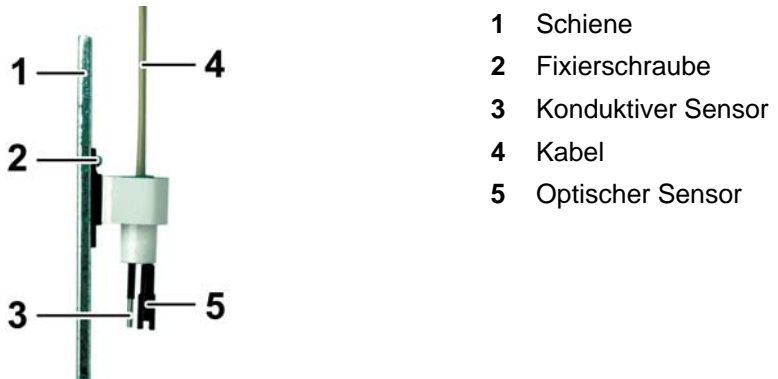 1 Schiene
2 Fixierschraube
3 Konduktiver Sensor
4 Kabel
5 Optischer Sensor
1
4
2
3
5